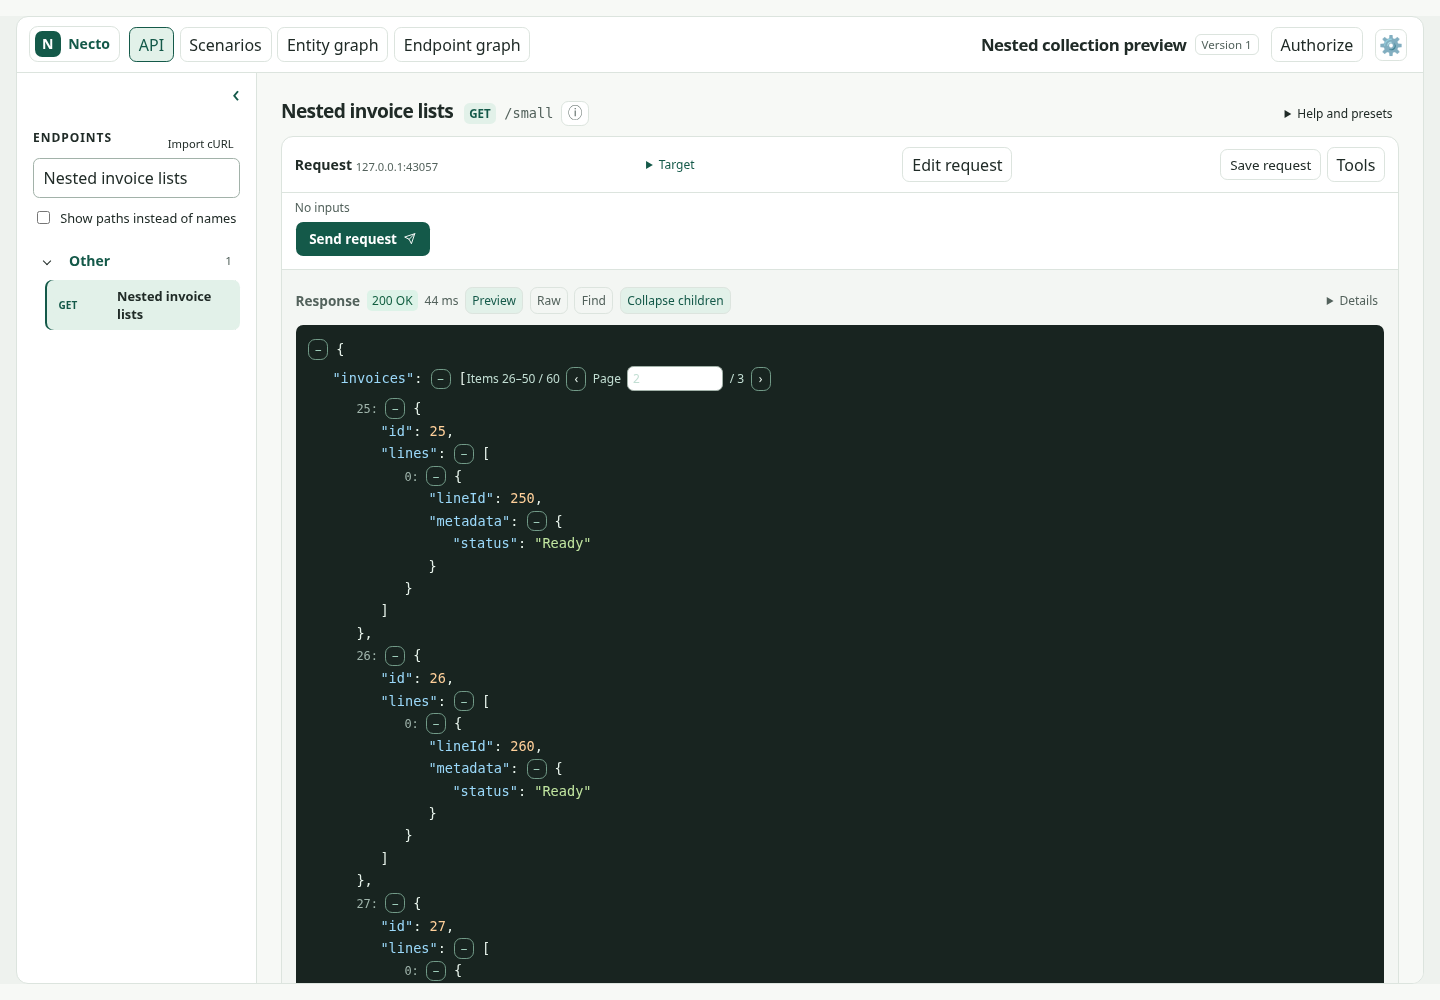 N Necto API Scenarios Entity graph Endpoint graph Nested collection preview Version 1 Authorize
ENDPOINTS Import cURL
Nested invoice lists
Show paths instead of names
Other 1
GET Nested invoice
lists
Nested invoice lists GET /small ⓘ ▶ Help and presets
Request 127.0.0.1:43057 ▶ Target Edit request Save request Tools
No inputs
Send request
Response 200 OK 44 ms Preview Raw Find Collapse children ▶ Details
− {
"invoices": − [Items 26–50 / 60 ‹ Page 2 / 3 ›
25: − {
"id": 25,
"lines": − [
0: − {
"lineId": 250,
"metadata": − {
"status": "Ready"
}
}
]
},
26: − {
"id": 26,
"lines": − [
0: − {
"lineId": 260,
"metadata": − {
"status": "Ready"
}
}
]
},
27: − {
"id": 27,
"lines": − [
0: − {